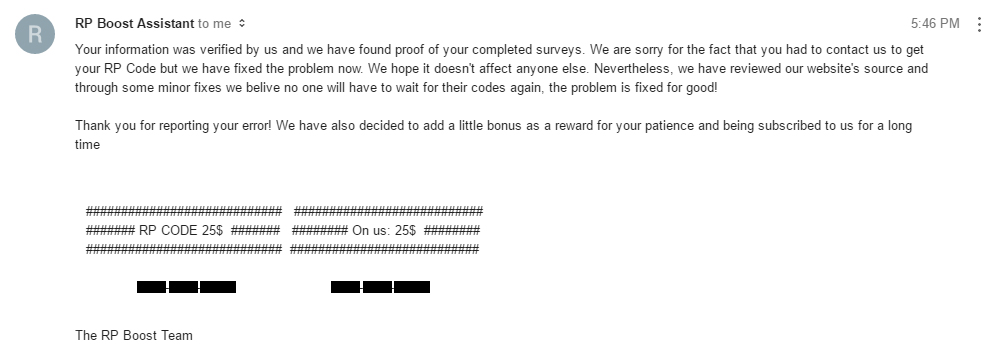 R
RP Boost Assistant to me
5:46 PM
Your information was verified by us and we have found proof of your completed surveys. We are sorry for the fact that you had to contact us to get
your RP Code but we have fixed the problem now. We hope it doesn't affect anyone else. Nevertheless, we have reviewed our website's source and
through some minor fixes we belive no one will have to wait for their codes again, the problem is fixed for good!
Thank you for reporting your error! We have also decided to add a little bonus as a reward for your patience and being subscribed to us for a long
time
############################ ###########################
####### RP CODE 25$ ####### ######## On us: 25$ ########
############################ ###########################
The RP Boost Team